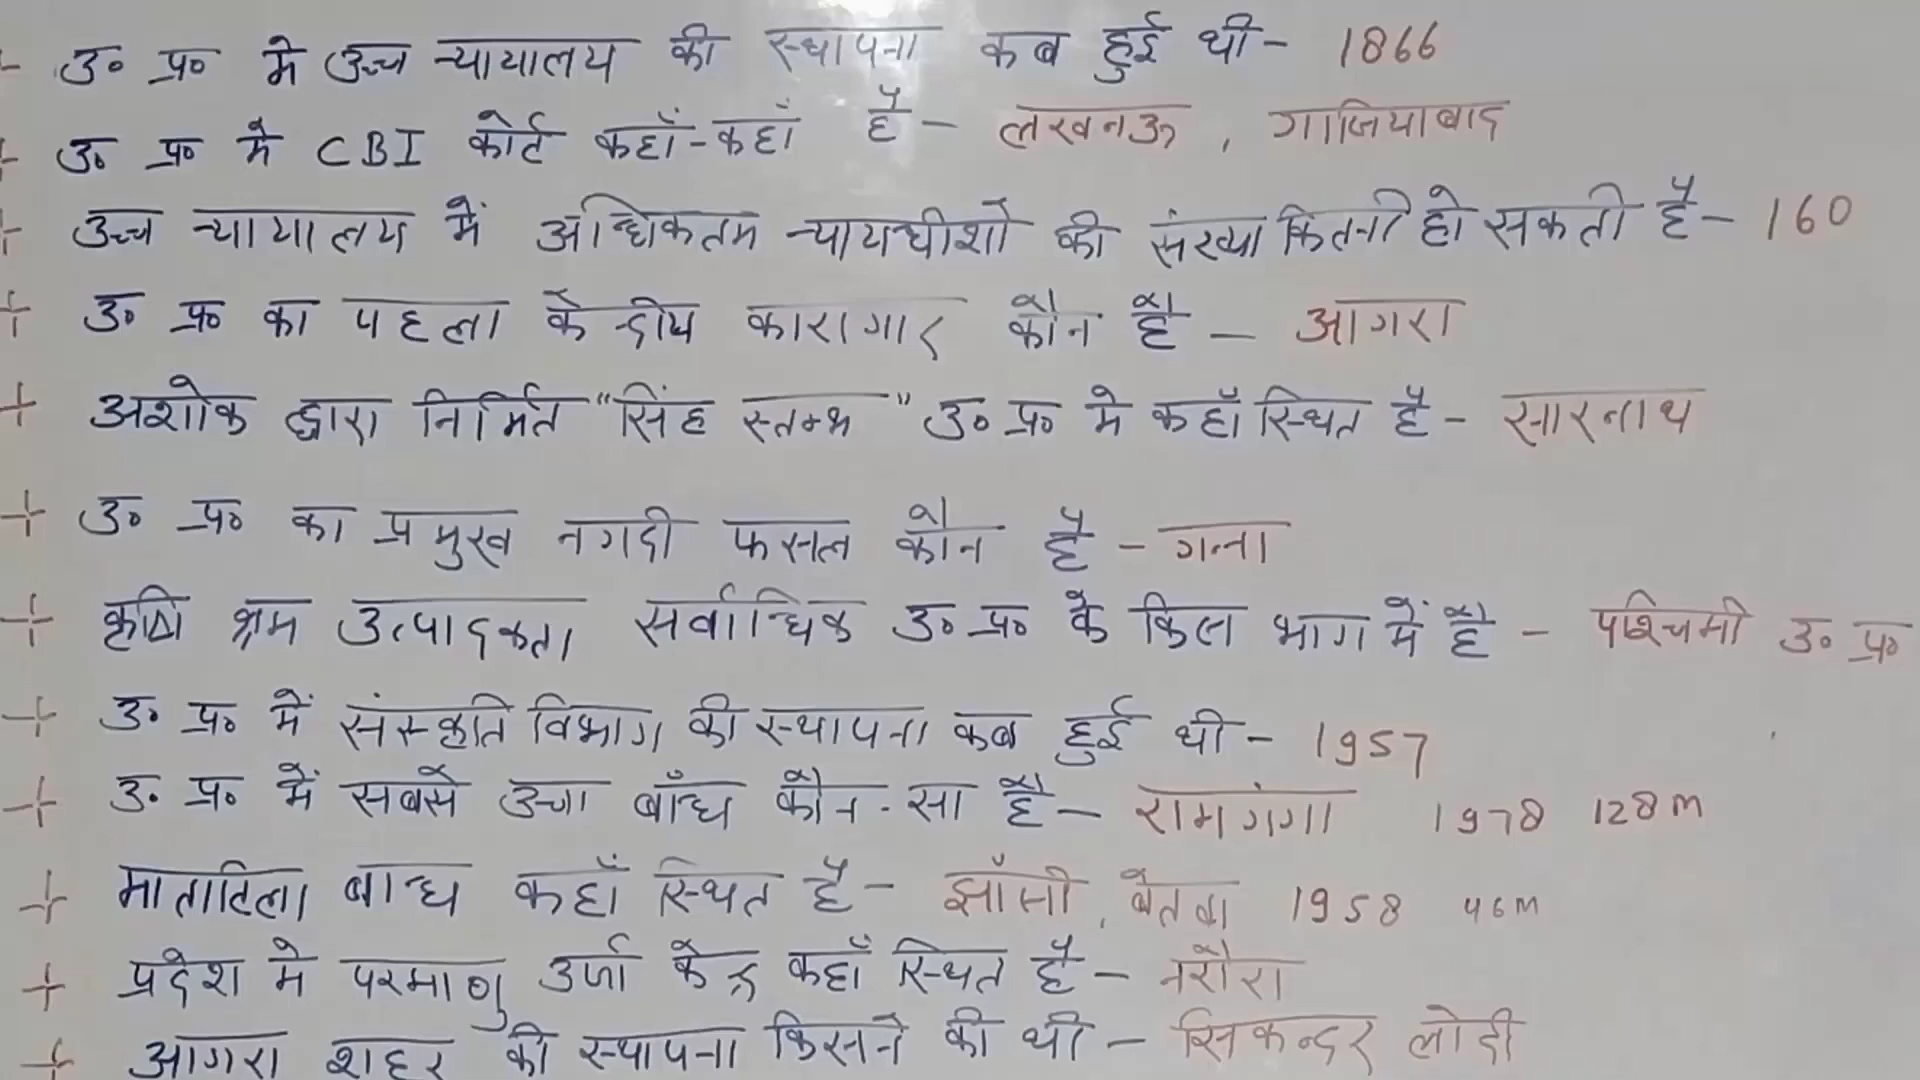 उ० प्र० मे उच्च न्यायालय की स्थापना कब हुई थी - 1866
उ० प्र० मे CBI कोर्ट कहाँ-कहाँ है - लखनऊ, गाजियाबाद
उच्च न्यायालय में अधिकतम न्यायधीशो की संख्या कितनी हो सकती है - 160
उ० प्र० का पहला केन्द्रीय कारागार कौन है - आगरा
अशोक द्वारा निर्मित "सिंह स्तम्भ" उ० प्र० मे कहाँ स्थित है - सारनाथ
उ० प्र० का प्रमुख नगदी फसल कौन है - गन्ना
कृषि श्रम उत्पादकता सर्वाधिक उ० प्र० के किस भाग में है - पश्चिमी उ० प्र०
उ० प्र० में संस्कृति विभाग की स्थापना कब हुई थी - 1957
उ० प्र० में सबसे उचा बाँध कौन-सा है - रामगंगा 1978 128m
माताटिला बान्ध कहाँ स्थित है - झाँसी, बेतवा 1958 46m
प्रदेश मे परमाणु उर्जा केन्द्र कहाँ स्थित है - नरौरा
आगरा शहर की स्थापना किसने की थी - सिकन्दर लोदी